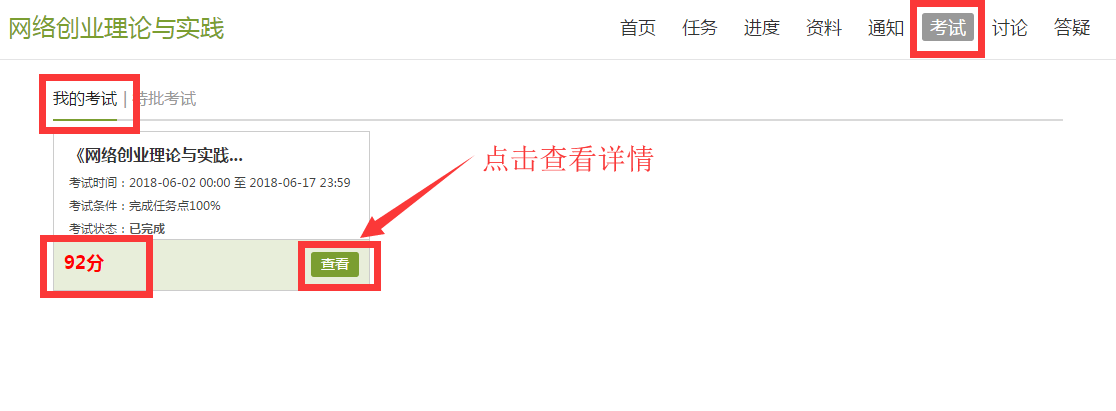 网络创业理论与实践
首页 任务 进度 资料 通知 考试 讨论 答疑
我的考试 | 待批考试
《网络创业理论与实践...
考试时间：2018-06-02 00:00 至 2018-06-17 23:59
考试条件：完成任务点100%
考试状态：已完成
点击查看详情
92分 查看